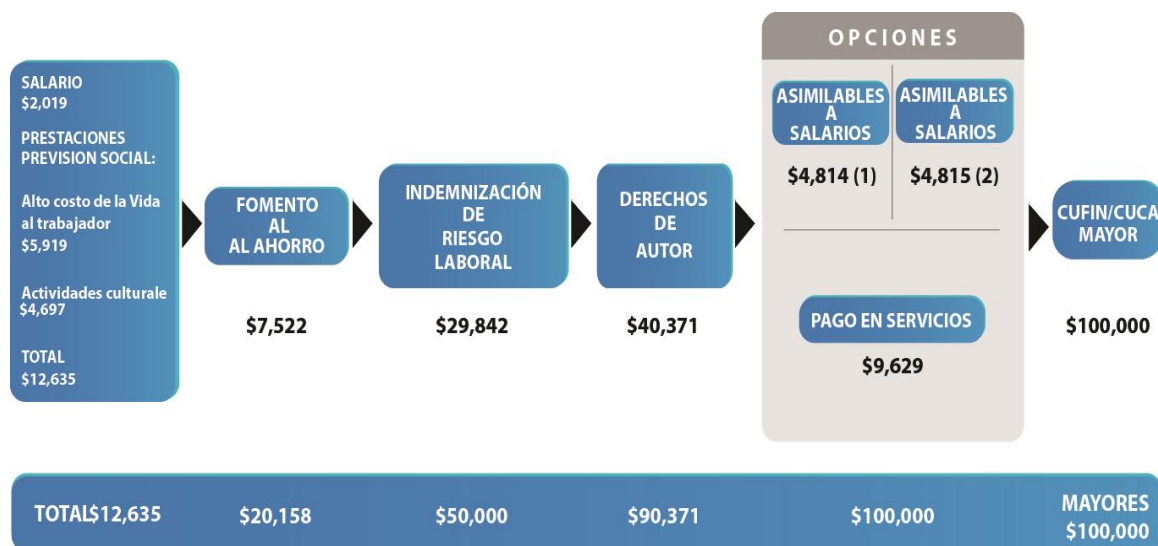 SALARIO
$2,019
PRESTACIONES
PREVISION SOCIAL:
Alto costo de la Vida
al trabajador
$5,919
Actividades culturale
$4,697
TOTAL
$12,635
FOMENTO
AL
AL AHORRO
$7,522
INDEMNIZACIÓN
DE
RIESGO
LABORAL
$29,842
DERECHOS
DE
AUTOR
$40,371
OPCIONES
ASIMILABLES
A
SALARIOS
$4,814 (1)
ASIMILABLES
A
SALARIOS
$4,815 (2)
PAGO EN SERVICIOS
$9,629
CUFIN/CUCA
MAYOR
$100,000
TOTAL$12,635
$20,158
$50,000
$90,371
$100,000
MAYORES
$100,000